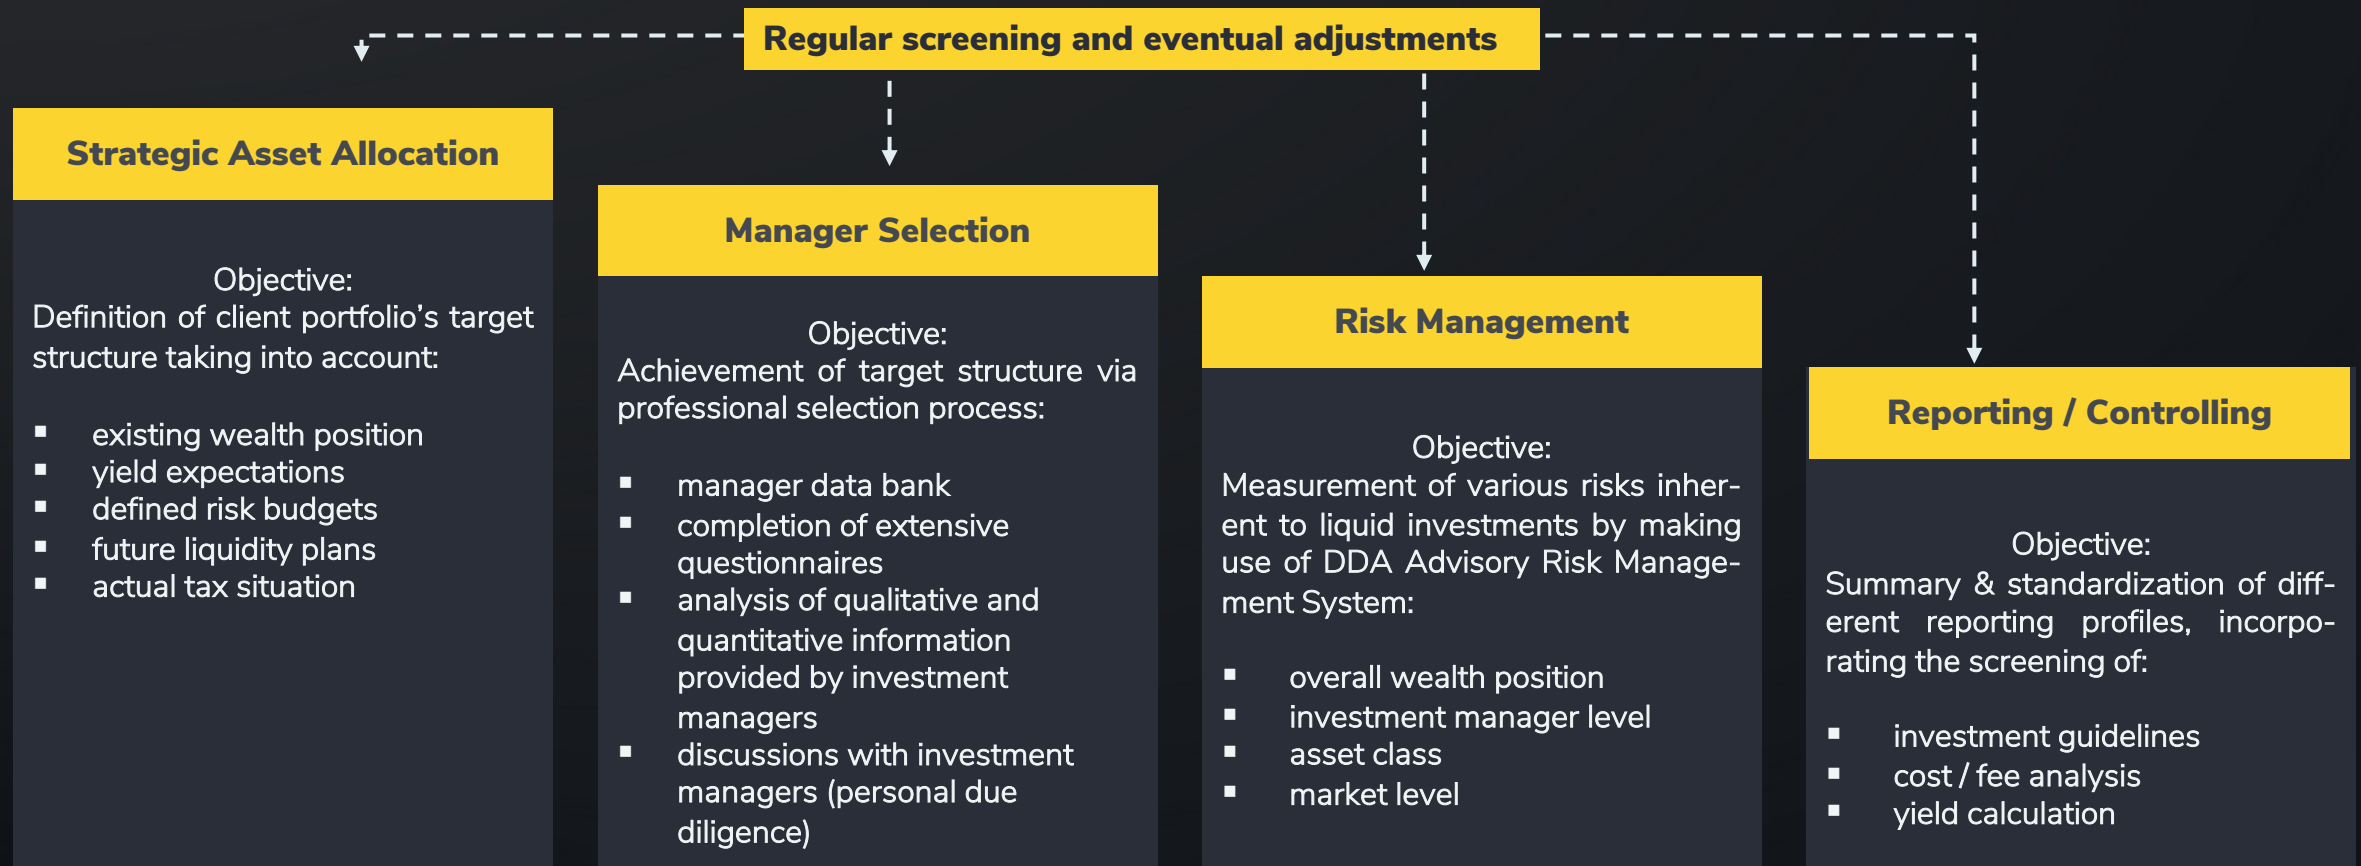 Regular screening and eventual adjustments
Strategic Asset Allocation
Objective:
Definition of client portfolio’s target
structure taking into account:
▪ existing wealth position
▪ yield expectations
▪ defined risk budgets
▪ future liquidity plans
▪ actual tax situation
Manager Selection
Objective:
Achievement of target structure via
professional selection process:
▪ manager data bank
▪ completion of extensive
questionnaires
▪ analysis of qualitative and
quantitative information
provided by investment
managers
▪ discussions with investment
managers (personal due
diligence)
Risk Management
Objective:
Measurement of various risks inher-
ent to liquid investments by making
use of DDA Advisory Risk Manage-
ment System:
▪ overall wealth position
▪ investment manager level
▪ asset class
▪ market level
Reporting / Controlling
Objective:
Summary & standardization of diff-
erent reporting profiles, incorpo-
rating the screening of:
▪ investment guidelines
▪ cost / fee analysis
▪ yield calculation